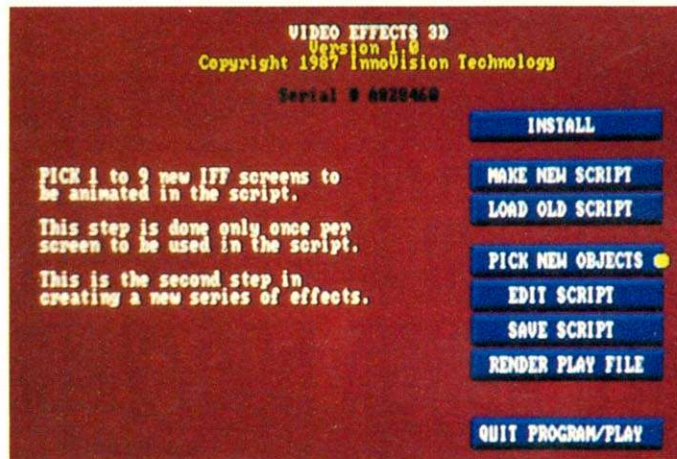 VIDEO EFFECTS 3D
Version 1.0
Copyright 1987 InnoVision Technology
Serial # A028460
INSTALL
PICK 1 to 9 new IFF screens to
be animated in the script.
This step is done only once per
screen to be used in the script.
This is the second step in
creating a new series of effects.
MAKE NEW SCRIPT
LOAD OLD SCRIPT
PICK NEW OBJECTS
EDIT SCRIPT
SAVE SCRIPT
RENDER PLAY FILE
QUIT PROGRAM/PLAY